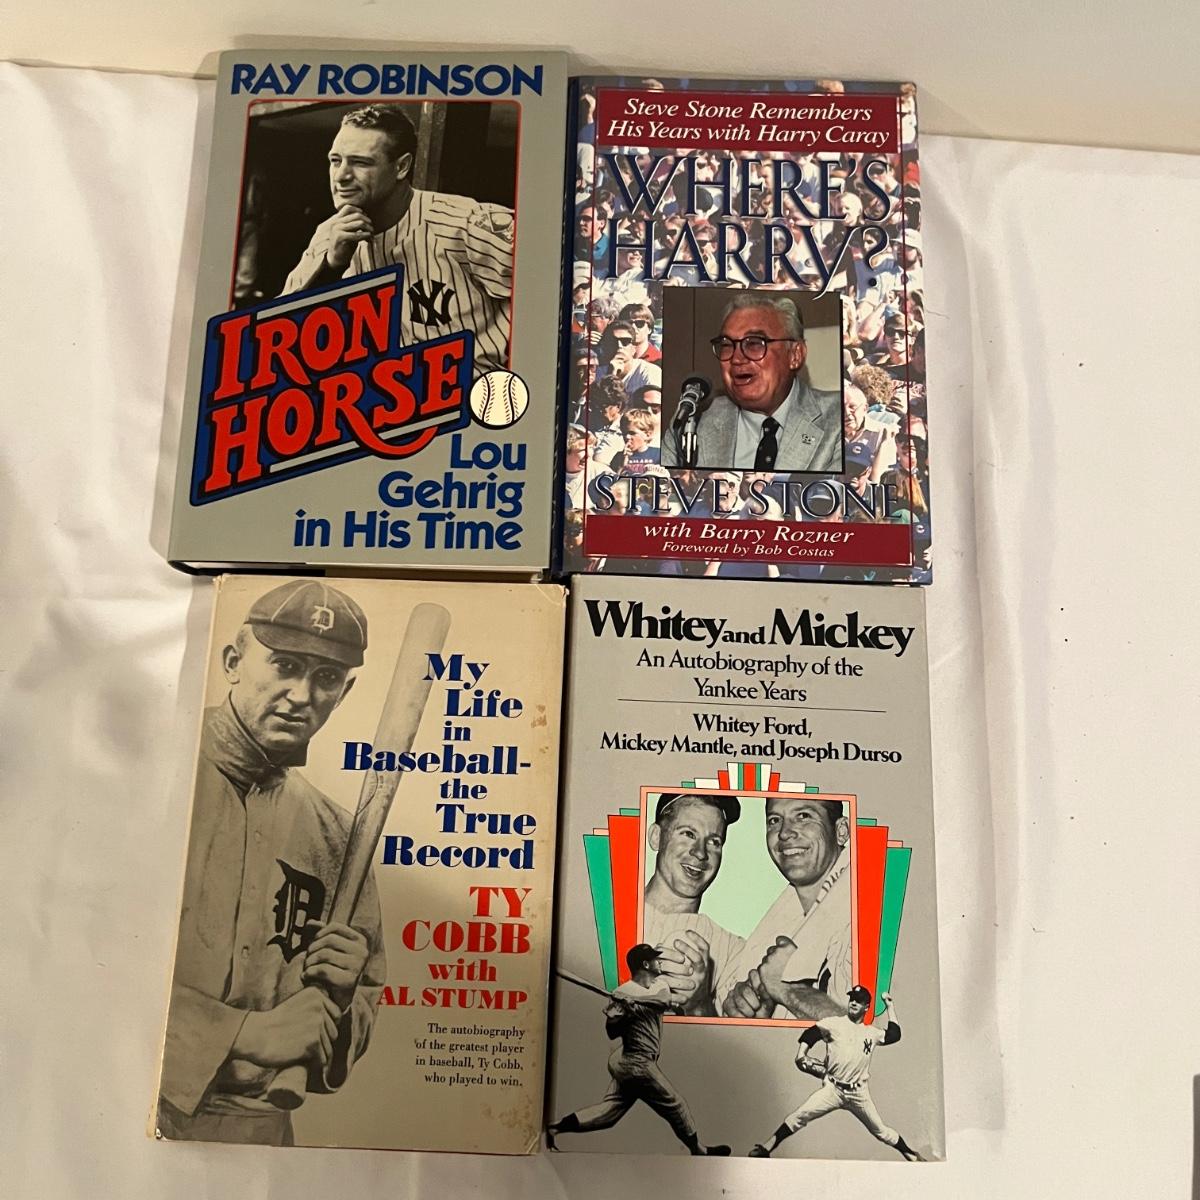 RAY ROBINSON
NY
IRON
HORSE
Lou
Gehrig
in His Time
Steve Stone Remembers
His Years with Harry Caray
WHERE'S
HARRY?
STEVE STONE
with Barry Rozner
Foreword by Bob Costas
D
My
Life
in
Baseball-
the
True
Record
D
TY
COBB
with
AL STUMP
The autobiography
of the greatest player
in baseball, Ty Cobb,
who played to win.
Whitey and Mickey
An Autobiography of the
Yankee Years
Whitey Ford,
Mickey Mantle, and Joseph Durso